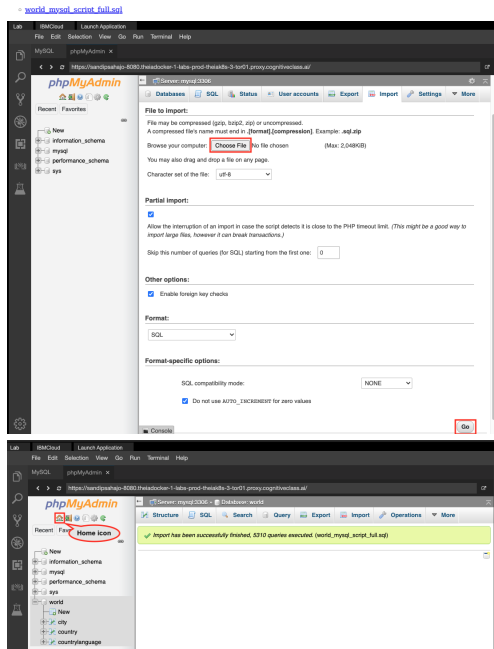 world_mysql_script_full.sql
Lab IBMCloud Launch Application
File Edit Selection View Go Run Terminal Help
MySQL phpMyAdmin ×
https://sandipsahajo-8080.theiadocker-1-labs-prod-theiak8s-3-tor01.proxy.cognitiveclass.ai/
phpMyAdmin
Recent Favorites
New
information_schema
mysql
performance_schema
sys
Server: mysql:3306
Databases SQL Status User accounts Export Import Settings More
File to import:
File may be compressed (gzip, bzip2, zip) or uncompressed.
A compressed file's name must end in .[format].[compression]. Example: .sql.zip
Browse your computer: Choose File No file chosen (Max: 2,048KiB)
You may also drag and drop a file on any page.
Character set of the file: utf-8
Partial import:
Allow the interruption of an import in case the script detects it is close to the PHP timeout limit. (This might be a good way to
import large files, however it can break transactions.)
Skip this number of queries (for SQL) starting from the first one: 0
Other options:
Enable foreign key checks
Format:
SQL
Format-specific options:
SQL compatibility mode: NONE
Do not use AUTO_INCREMENT for zero values
Console
Go
Lab IBMCloud Launch Application
File Edit Selection View Go Run Terminal Help
MySQL phpMyAdmin ×
https://sandipsahajo-8080.theiadocker-1-labs-prod-theiak8s-3-tor01.proxy.cognitiveclass.ai/
phpMyAdmin
Recent
Home icon
New
information_schema
mysql
performance_schema
sys
world
New
city
country
countrylanguage
Server: mysql:3306 » Database: world
Structure SQL Search Query Export Import Operations More
Import has been successfully finished, 5310 queries executed. (world_mysql_script_full.sql)